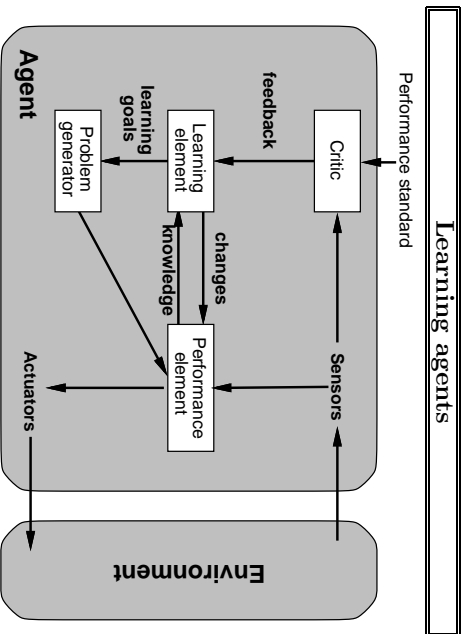 Learning agents
Performance standard
Critic
Sensors
feedback
Learning
element
changes
knowledge
Performance
element
learning
goals
Problem
generator
Agent
Actuators
Environment